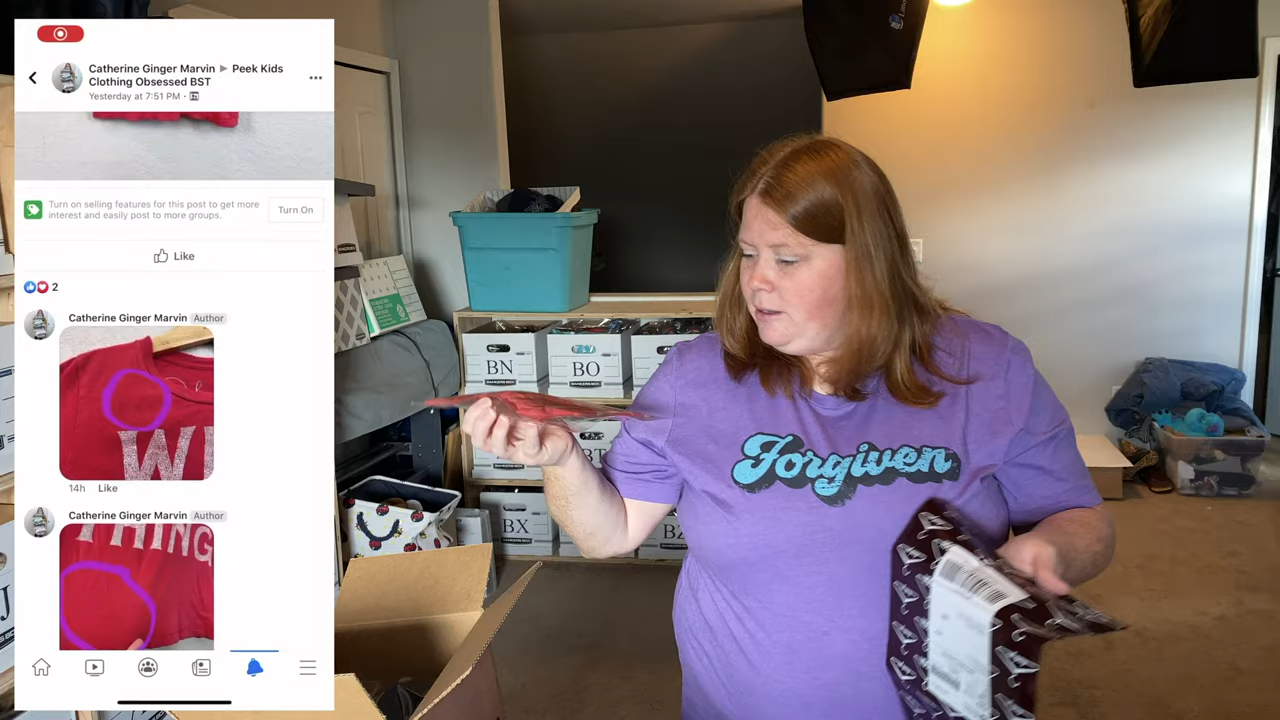 Catherine Ginger Marvin ▶ Peek Kids
Clothing Obsessed BST
Yesterday at 7:51 PM ·
Turn on selling features for this post to get more
interest and easily post to more groups.
Turn On
Like
2
Catherine Ginger Marvin Author
WI
14h Like
Catherine Ginger Marvin Author
THING
BN
BO
BX
J
Forgiven